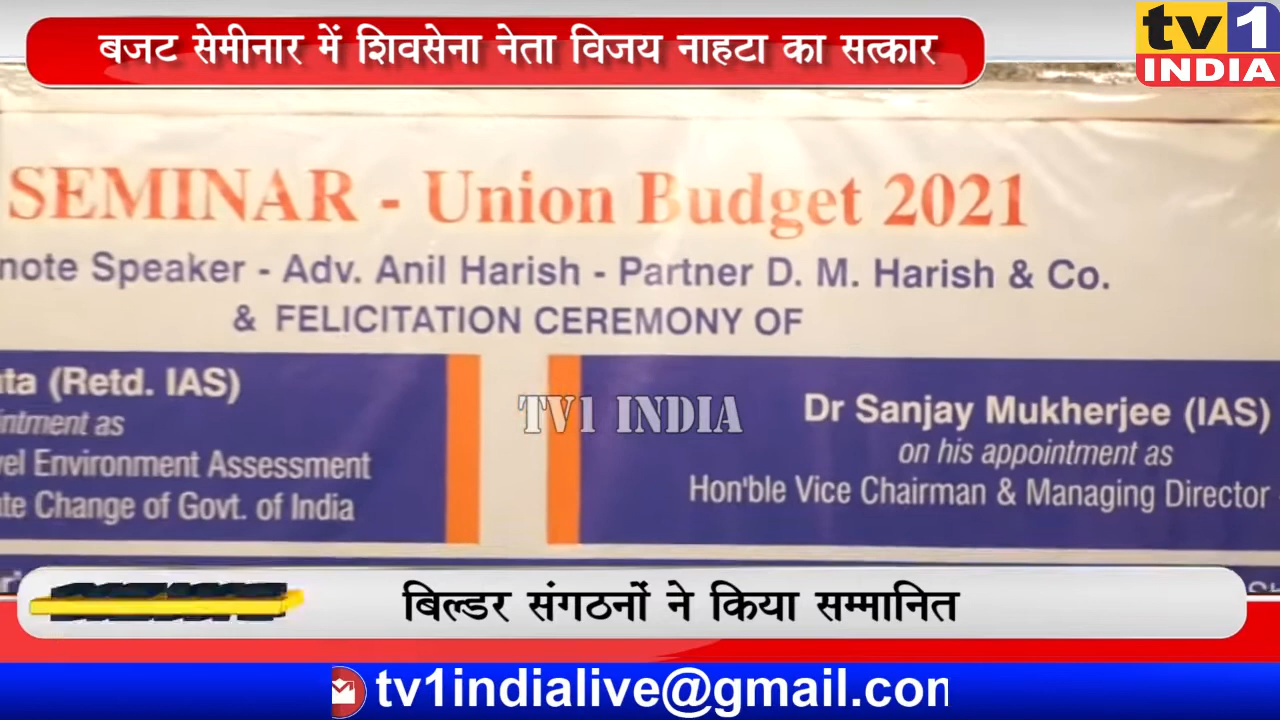 बजट सेमीनार में शिवसेना नेता विजय नाहटा का सत्कार
tv1
INDIA
SEMINAR - Union Budget 2021
note Speaker - Adv. Anil Harish - Partner D. M. Harish & Co.
& FELICITATION CEREMONY OF
ta (Retd. IAS)
intment as
vel Environment Assessment
te Change of Govt. of India
TV1 INDIA
Dr Sanjay Mukherjee (IAS)
on his appointment as
Hon'ble Vice Chairman & Managing Director
बिल्डर संगठनों ने किया सम्मानित
tv1indialive@gmail.con